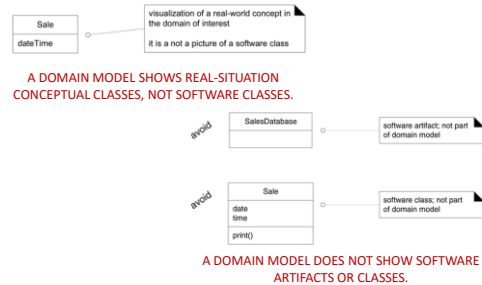 Sale
dateTime
visualization of a real-world concept in
the domain of interest
it is a not a picture of a software class
A DOMAIN MODEL SHOWS REAL-SITUATION
CONCEPTUAL CLASSES, NOT SOFTWARE CLASSES.
avoid
SalesDatabase
software artifact; not part
of domain model
avoid
Sale
date
time
print()
software class; not part
of domain model
A DOMAIN MODEL DOES NOT SHOW SOFTWARE
ARTIFACTS OR CLASSES.